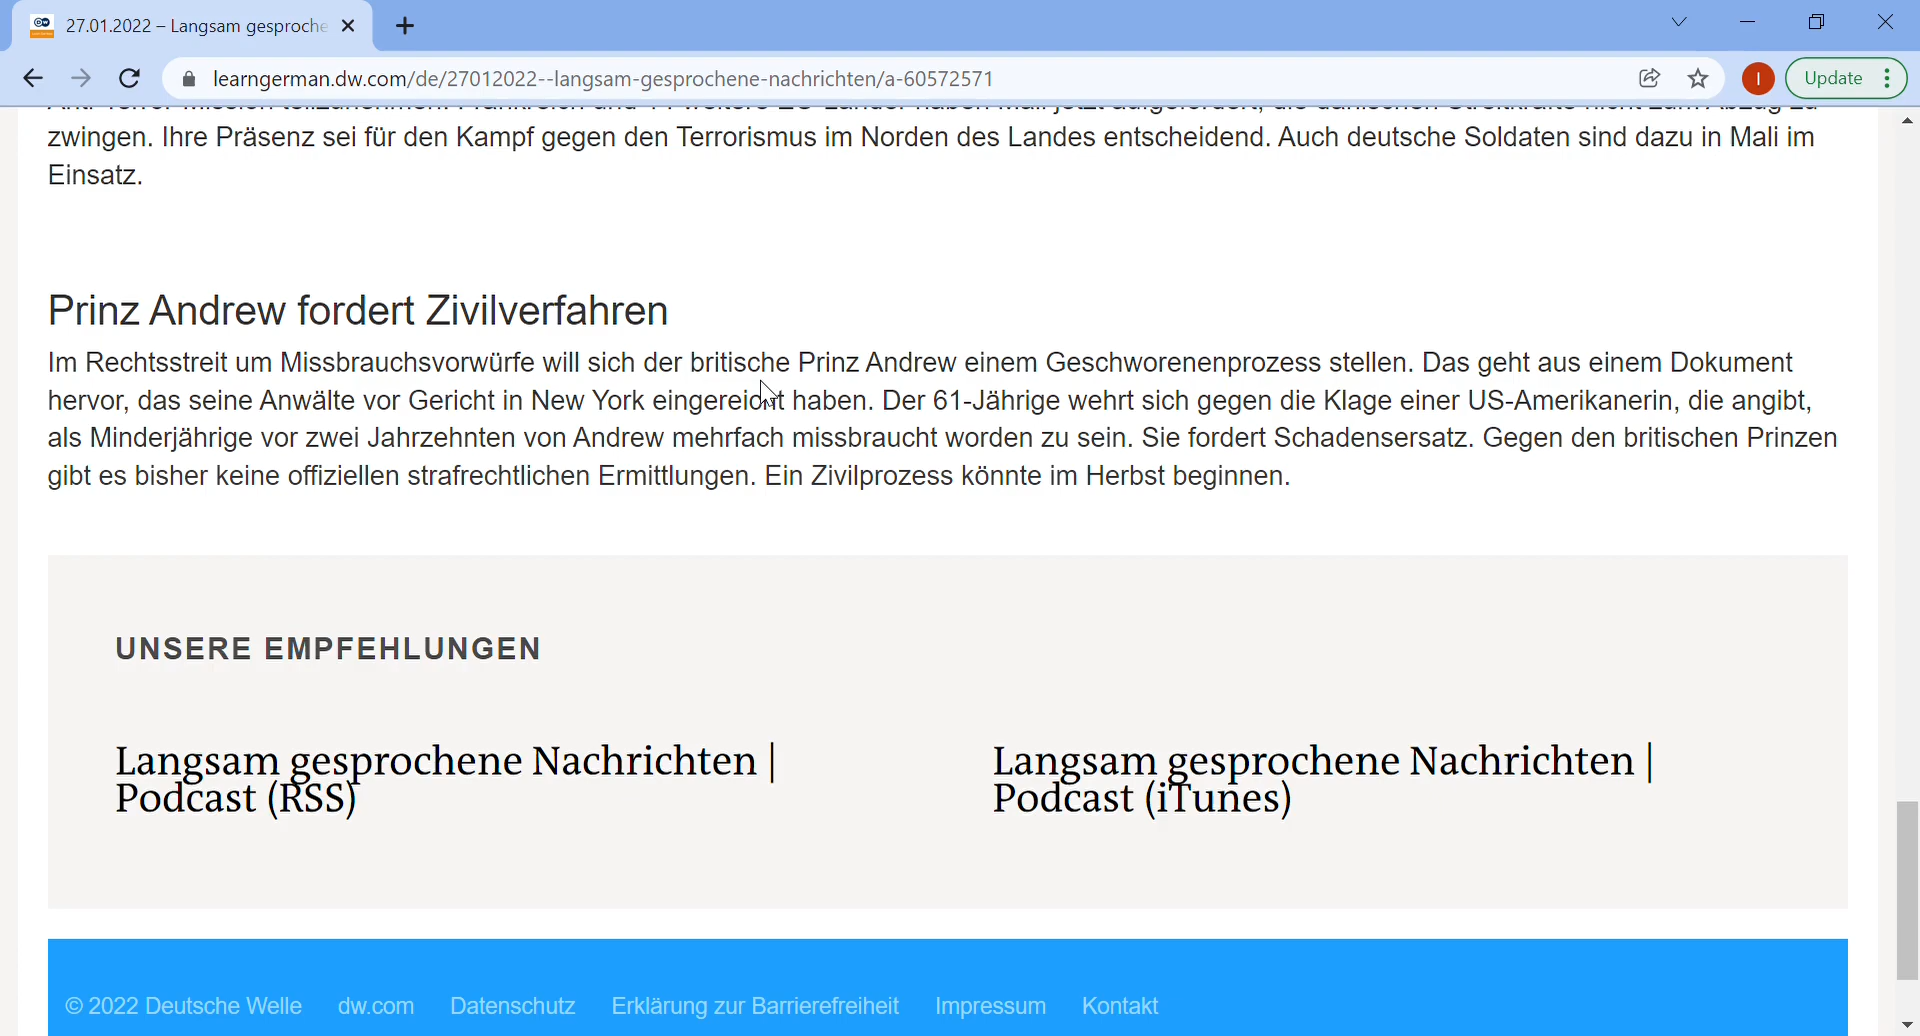 27.01.2022 – Langsam gesproche
learngerman.dw.com/de/27012022--langsam-gesprochene-nachrichten/a-60572571
I
Update
zwingen. Ihre Präsenz sei für den Kampf gegen den Terrorismus im Norden des Landes entscheidend. Auch deutsche Soldaten sind dazu in Mali im
Einsatz.
Prinz Andrew fordert Zivilverfahren
Im Rechtsstreit um Missbrauchsvorwürfe will sich der britische Prinz Andrew einem Geschworenenprozess stellen. Das geht aus einem Dokument
hervor, das seine Anwälte vor Gericht in New York eingereicht haben. Der 61-Jährige wehrt sich gegen die Klage einer US-Amerikanerin, die angibt,
als Minderjährige vor zwei Jahrzehnten von Andrew mehrfach missbraucht worden zu sein. Sie fordert Schadensersatz. Gegen den britischen Prinzen
gibt es bisher keine offiziellen strafrechtlichen Ermittlungen. Ein Zivilprozess könnte im Herbst beginnen.
UNSERE EMPFEHLUNGEN
Langsam gesprochene Nachrichten |
Podcast (RSS)
Langsam gesprochene Nachrichten |
Podcast (iTunes)
© 2022 Deutsche Welle dw.com Datenschutz Erklärung zur Barrierefreiheit Impressum Kontakt